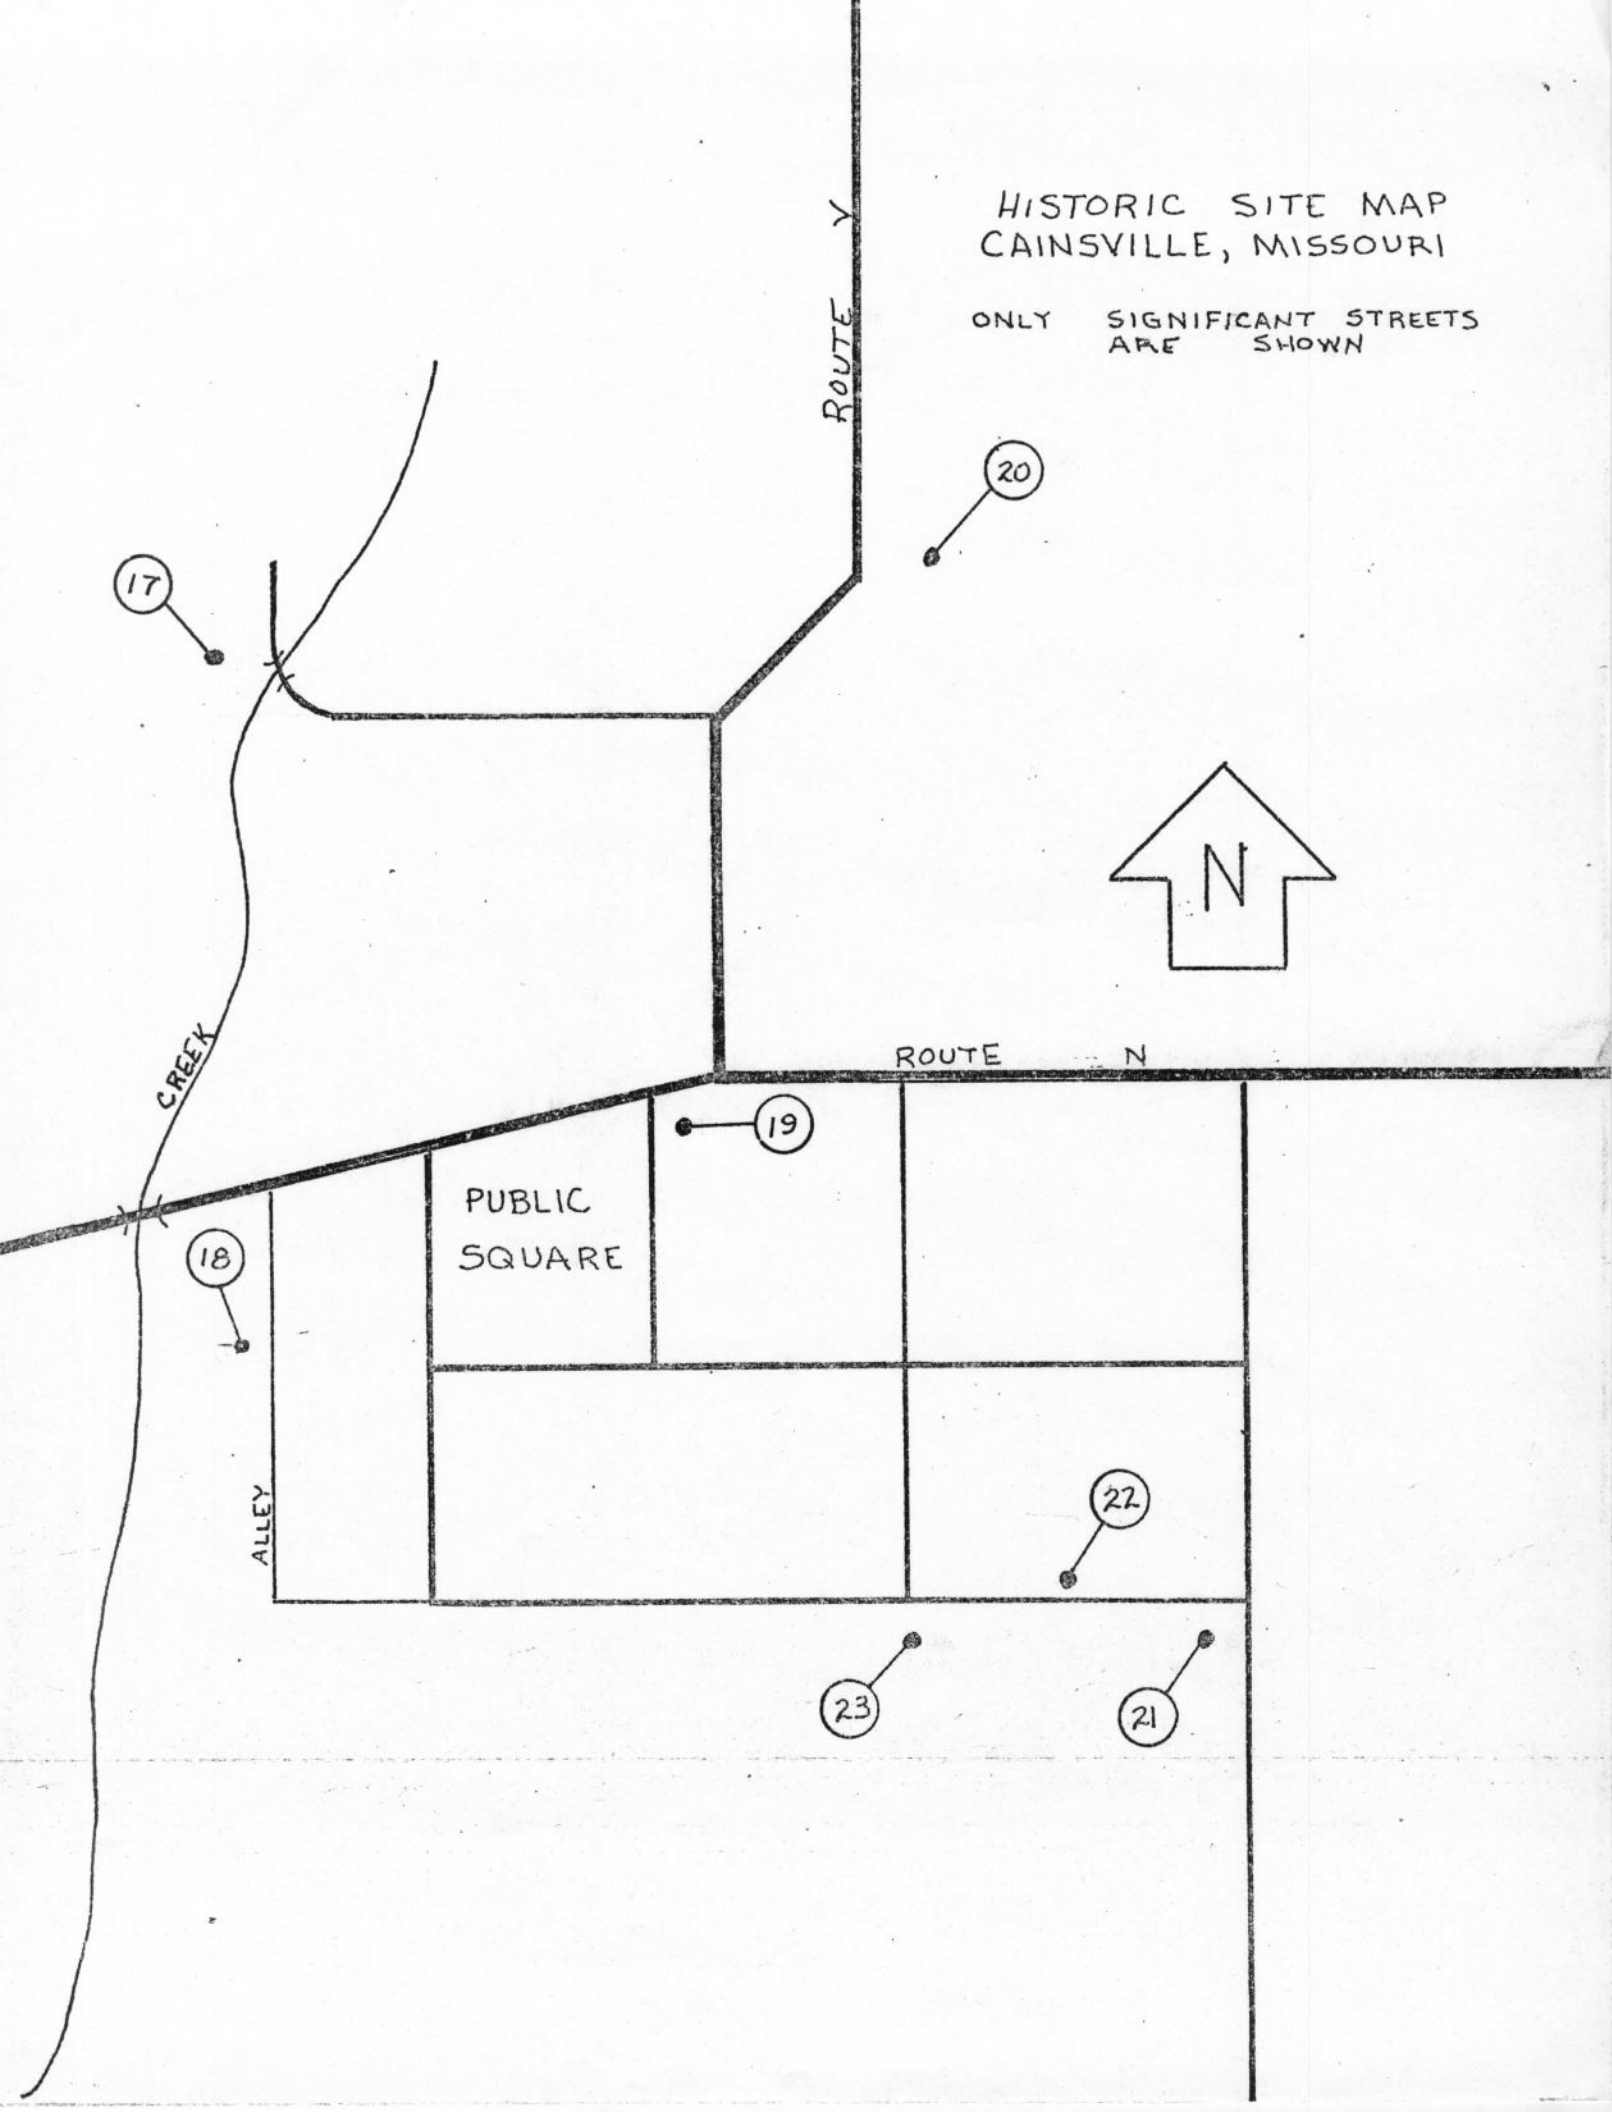 HISTORIC SITE MAP
CAINSVILLE, MISSOURI
ONLY SIGNIFICANT STREETS
ARE SHOWN
ROUTE Y
20
17
N
CREEK
ROUTE N
19
PUBLIC
SQUARE
18
ALLEY
22
23
21